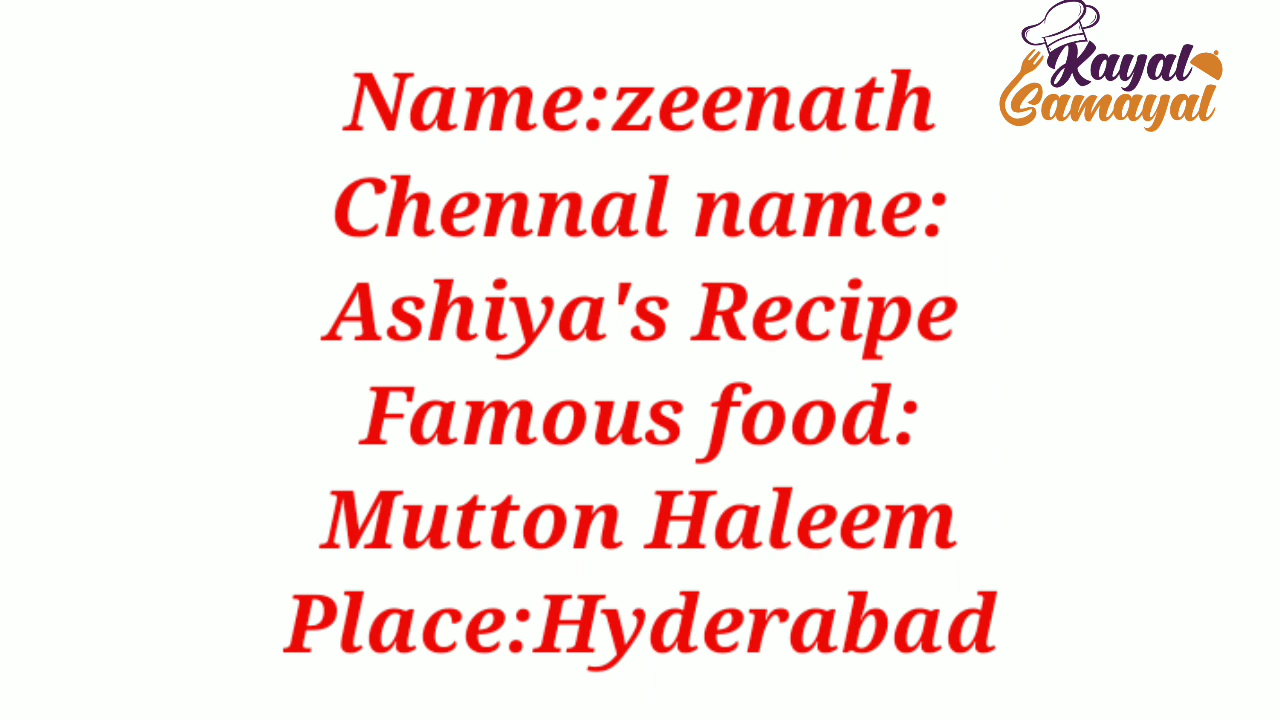 Kayal
Samayal
Name:zeenath
Chennal name:
Ashiya's Recipe
Famous food:
Mutton Haleem
Place:Hyderabad